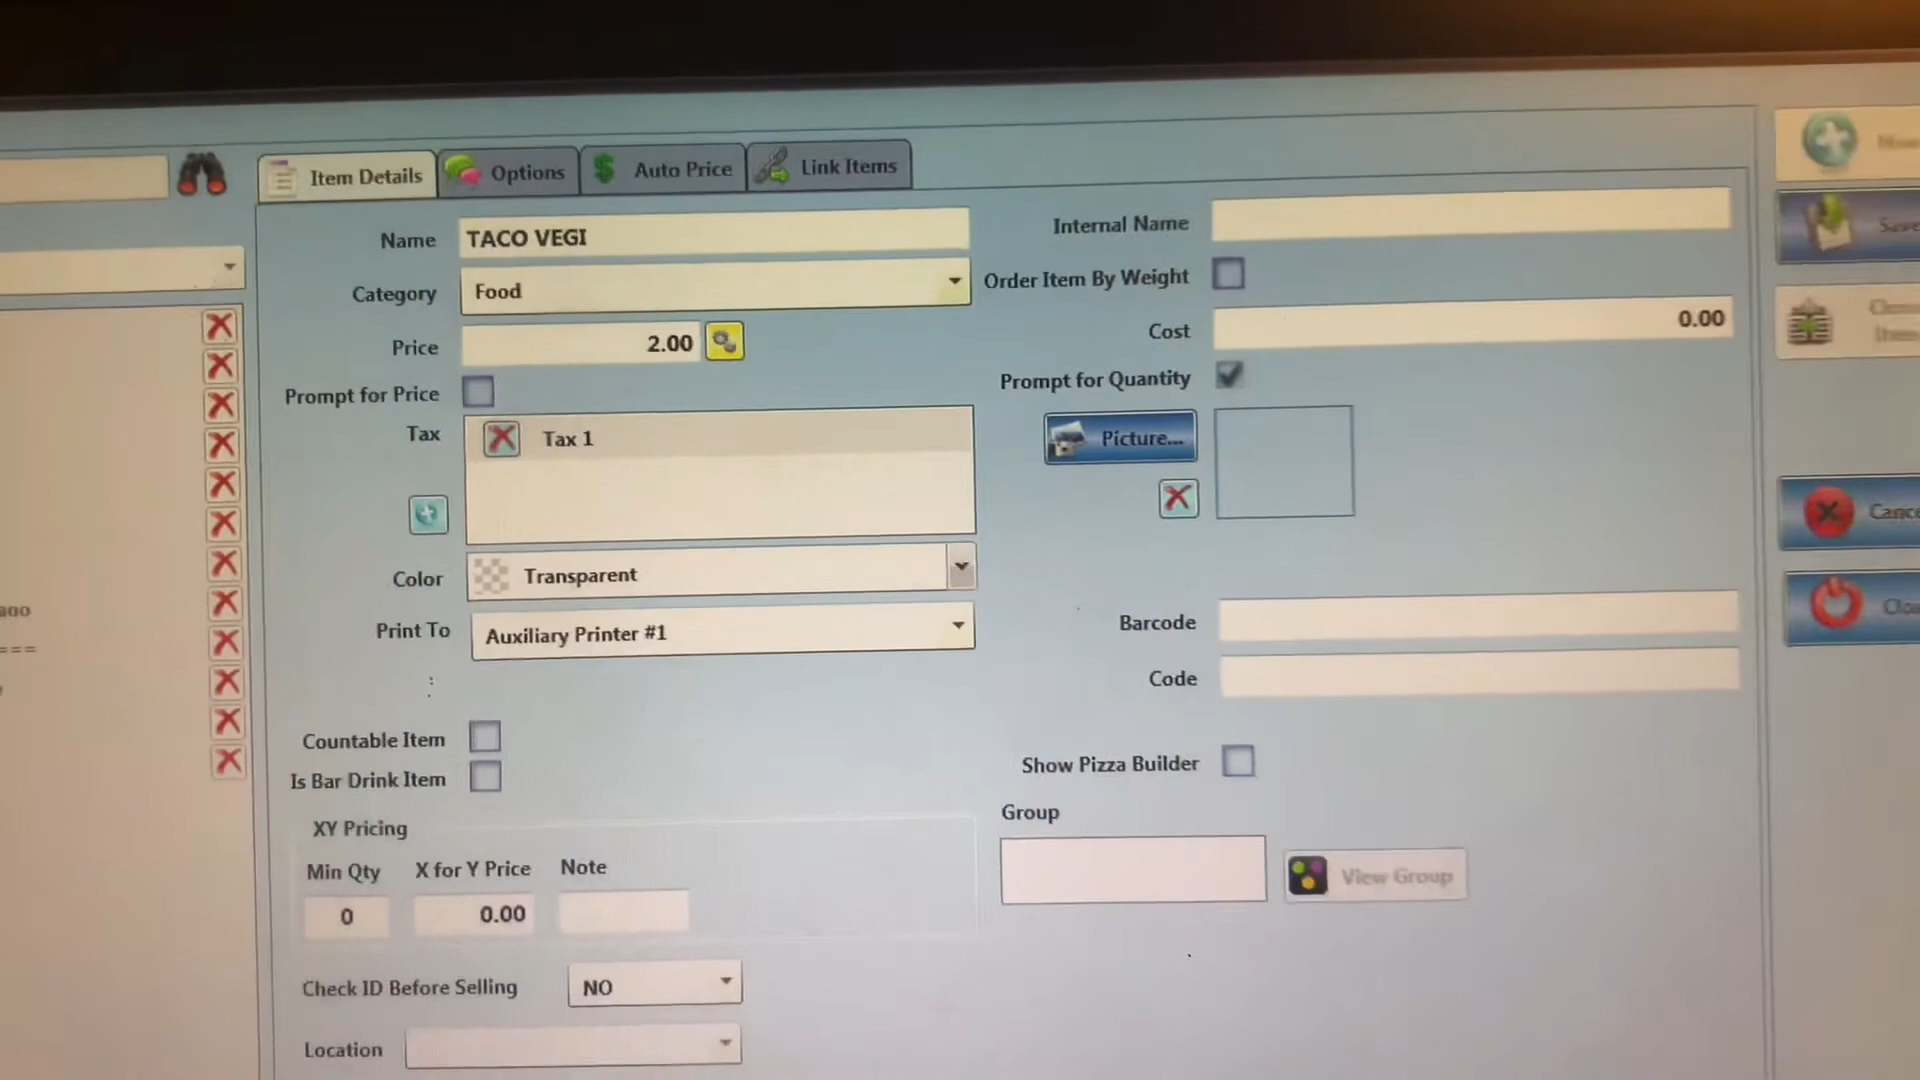 Item Details
Options
Auto Price
Link Items
Name
TACO VEGI
Internal Name
Category
Food
Order Item By Weight
Price
2.00
Cost
0.00
Prompt for Price
Prompt for Quantity
Tax
Tax 1
Picture...
Color
Transparent
Print To
Auxiliary Printer #1
Barcode
:
Code
Countable Item
Is Bar Drink Item
Show Pizza Builder
XY Pricing
Group
Min Qty
X for Y Price
Note
0
0.00
View Group
Check ID Before Selling
NO
Location
Save
Cance
===